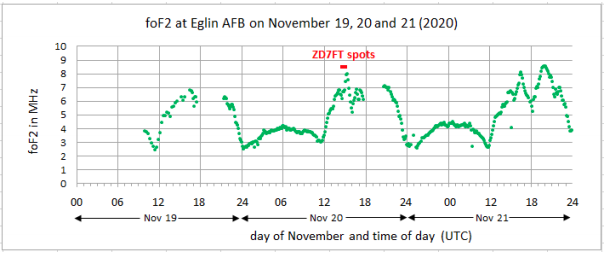 foF2 at Eglin AFB on November 19, 20 and 21 (2020)
ZD7FT spots
foF2 in MHz
10
9
8
7
6
5
4
3
2
1
0
00 06 12 18 24 06 12 18 24 00 12 18 24
Nov 19 Nov 20 Nov 21
day of November and time of day (UTC)